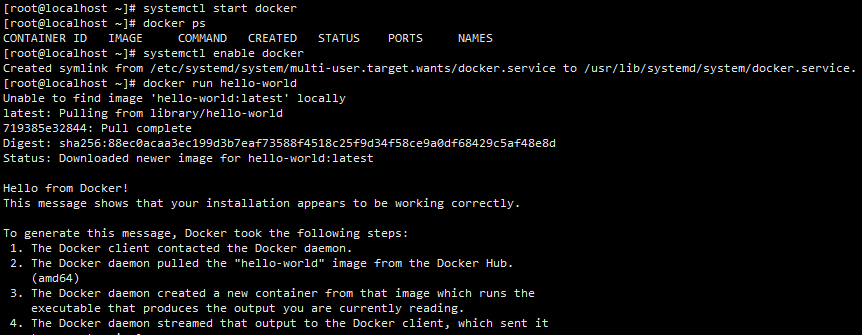 [root@localhost ~]# systemctl start docker
[root@localhost ~]# docker ps
CONTAINER ID   IMAGE     COMMAND   CREATED   STATUS    PORTS     NAMES
[root@localhost ~]# systemctl enable docker
Created symlink from /etc/systemd/system/multi-user.target.wants/docker.service to /usr/lib/systemd/system/docker.service.
[root@localhost ~]# docker run hello-world
Unable to find image 'hello-world:latest' locally
latest: Pulling from library/hello-world
719385e32844: Pull complete
Digest: sha256:88ec0acaa3ec199d3b7eaf73588f4518c25f9d34f58ce9a0df68429c5af48e8d
Status: Downloaded newer image for hello-world:latest

Hello from Docker!
This message shows that your installation appears to be working correctly.

To generate this message, Docker took the following steps:
 1. The Docker client contacted the Docker daemon.
 2. The Docker daemon pulled the "hello-world" image from the Docker Hub.
    (amd64)
 3. The Docker daemon created a new container from that image which runs the
    executable that produces the output you are currently reading.
 4. The Docker daemon streamed that output to the Docker client, which sent it